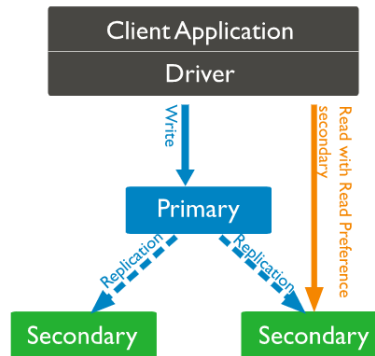 Client Application
Driver
Write
Read with Read Preference
secondary
Primary
Replication
Replication
Secondary
Secondary